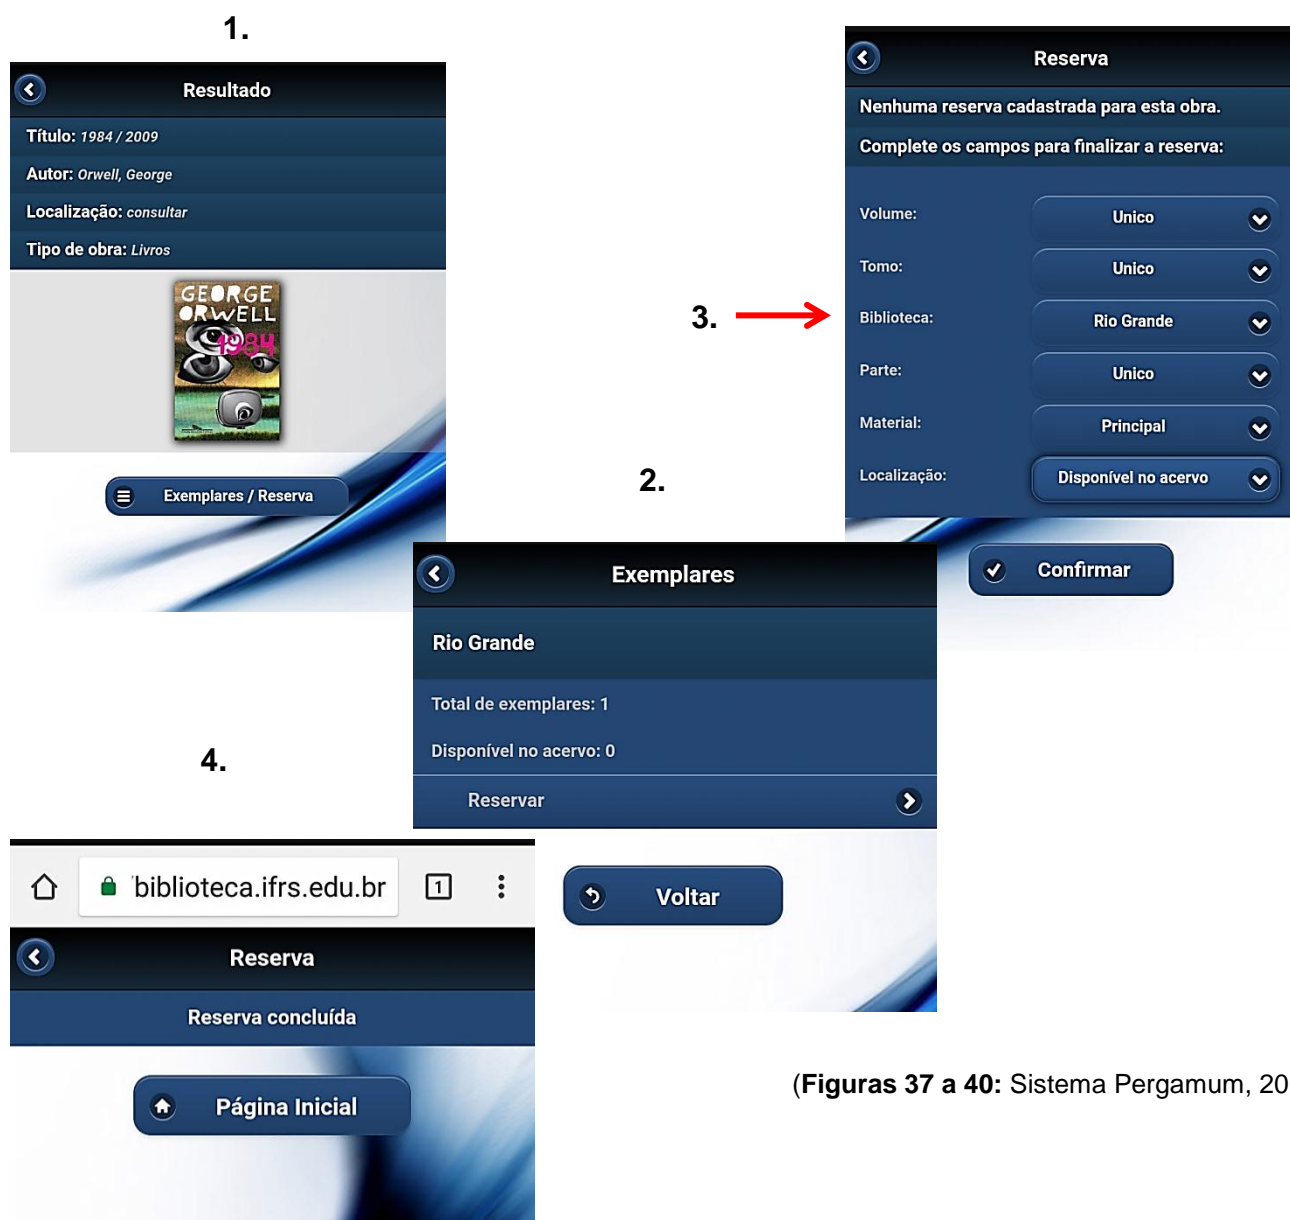 1.
Resultado
Título: 1984 / 2009
Autor: Orwell, George
Localização: consultar
Tipo de obra: Livros
GEORGE
ORWELL
1984
Exemplares / Reserva
2.
Exemplares
Rio Grande
Total de exemplares: 1
Disponível no acervo: 0
Reservar
Voltar
3.
Reserva
Nenhuma reserva cadastrada para esta obra.
Complete os campos para finalizar a reserva:
Volume: Unico
Tomo: Unico
Biblioteca: Rio Grande
Parte: Unico
Material: Principal
Localização: Disponível no acervo
Confirmar
4.
biblioteca.ifrs.edu.br 1
Reserva
Reserva concluída
Página Inicial
(Figuras 37 a 40: Sistema Pergamum, 20